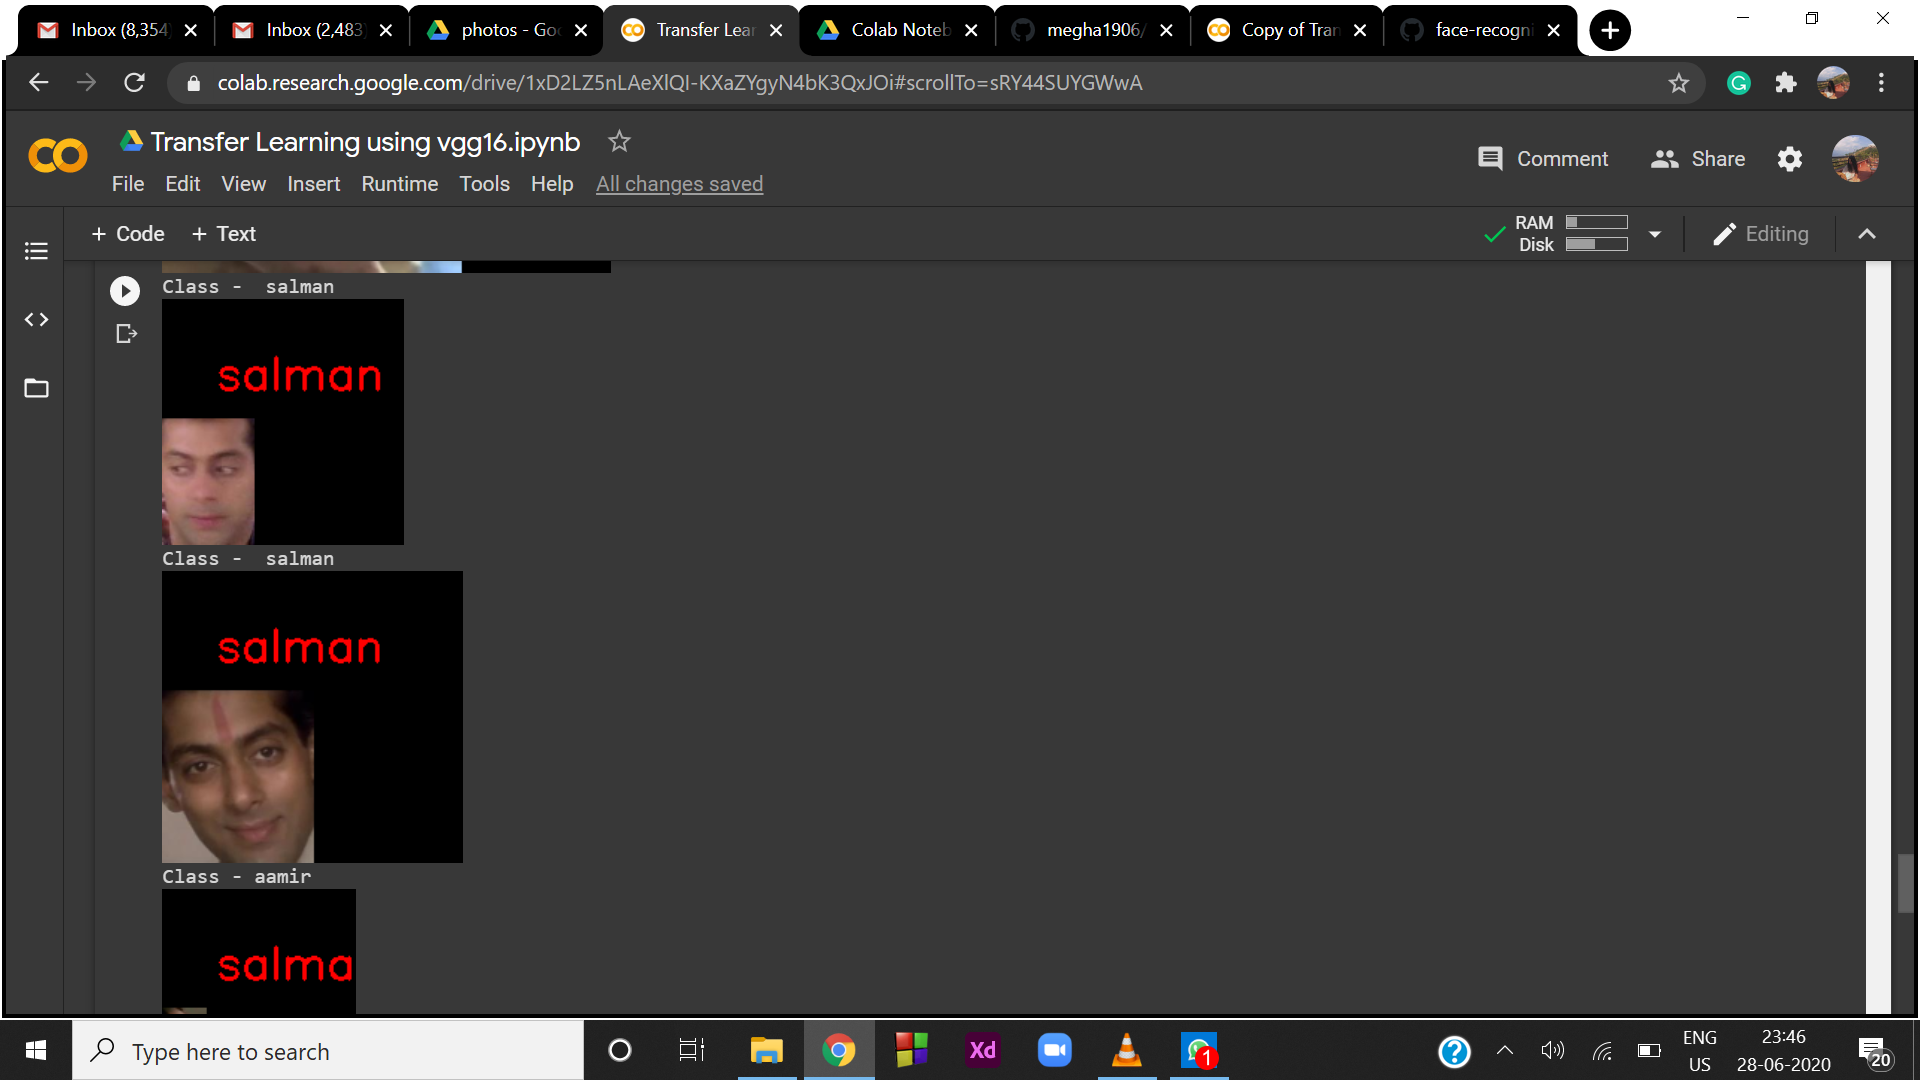 Inbox (8,354
Inbox (2,483)
photos - Goo
Transfer Lear
Colab Noteb
megha1906/
Copy of Tran
face-recogni
colab.research.google.com/drive/1xD2LZ5nLAeXlQI-KXaZYgyN4bK3QxJOi#scrollTo=sRY44SUYGWwA
Transfer Learning using vgg16.ipynb
Comment
Share
File Edit View Insert Runtime Tools Help All changes saved
+ Code + Text
RAM
Disk
Editing
Class -  salman
salman
Class -  salman
salman
Class - aamir
salma
Type here to search
Xd
1
ENG
US
23:46
28-06-2020
20